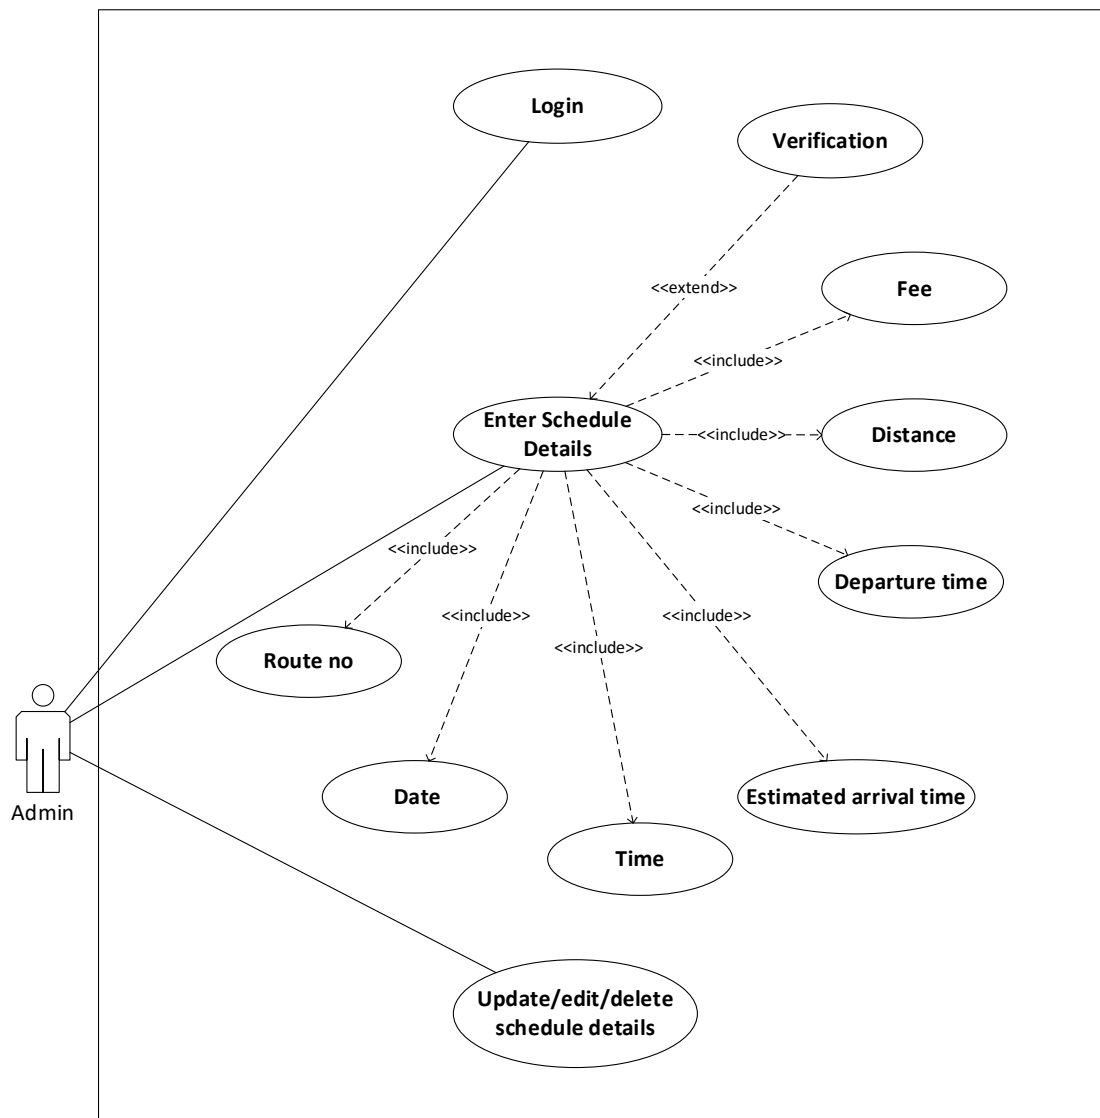 Login
Verification
<<extend>>
Fee
<<include>>
Enter Schedule
Details
<<include>>
Distance
<<include>>
Departure time
<<include>>
<<include>>
<<include>>
<<include>>
Route no
Admin
Date
Estimated arrival time
Time
Update/edit/delete
schedule details